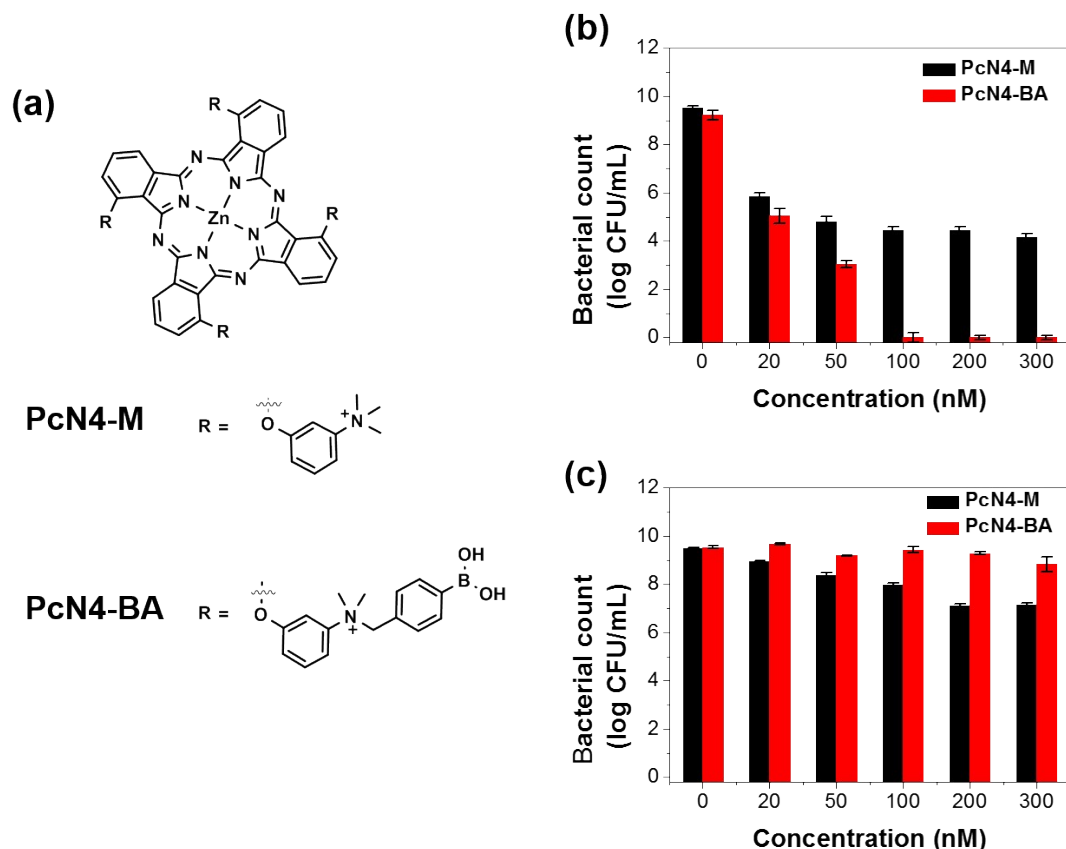 (a)
R
N
N
R
N
N
Zn
N
R
N
N
N
N
R
PcN4-M
R =
O
N
+
PcN4-BA
R =
O
N
+
B
OH
OH
(b)
12
10
8
6
4
2
0
Bacterial count
(log CFU/mL)
PcN4-M
PcN4-BA
0 20 50 100 200 300
Concentration (nM)
(c)
12
10
8
6
4
2
0
Bacterial count
(log CFU/mL)
PcN4-M
PcN4-BA
0 20 50 100 200 300
Concentration (nM)